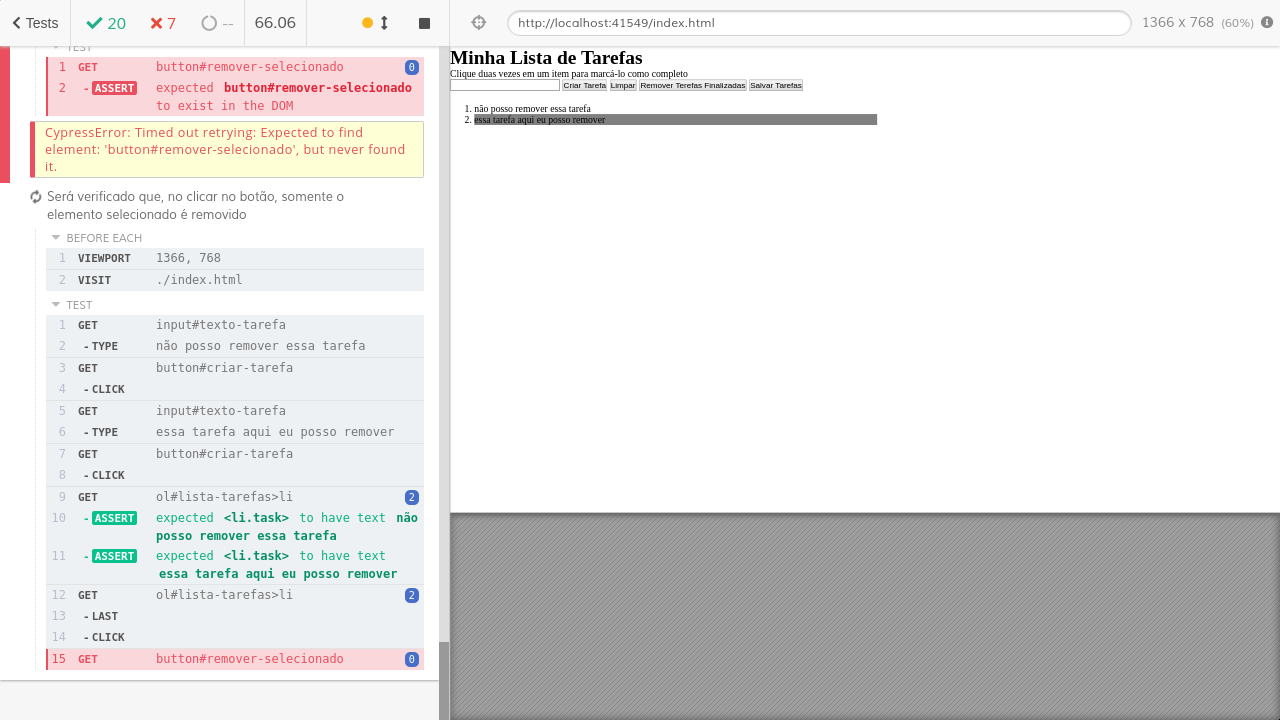 Tests
20
7
--
66.06
http://localhost:41549/index.html
1366 x 768 (60%)
TEST
1 GET button#remover-selecionado 0
2 - ASSERT expected button#remover-selecionado
to exist in the DOM
CypressError: Timed out retrying: Expected to find
element: 'button#remover-selecionado', but never found
it.
Será verificado que, no clicar no botão, somente o
elemento selecionado é removido
BEFORE EACH
1 VIEWPORT 1366, 768
2 VISIT ./index.html
TEST
1 GET input#texto-tarefa
2 - TYPE não posso remover essa tarefa
3 GET button#criar-tarefa
4 - CLICK
5 GET input#texto-tarefa
6 - TYPE essa tarefa aqui eu posso remover
7 GET button#criar-tarefa
8 - CLICK
9 GET ol#lista-tarefas>li 2
10 - ASSERT expected <li.task> to have text não
posso remover essa tarefa
11 - ASSERT expected <li.task> to have text
essa tarefa aqui eu posso remover
12 GET ol#lista-tarefas>li 2
13 - LAST
14 - CLICK
15 GET button#remover-selecionado 0
Minha Lista de Tarefas
Clique duas vezes em um item para marcá-lo como completo
Criar Tarefa Limpar Remover Terefas Finalizadas Salvar Tarefas
1. não posso remover essa tarefa
2. essa tarefa aqui eu posso remover